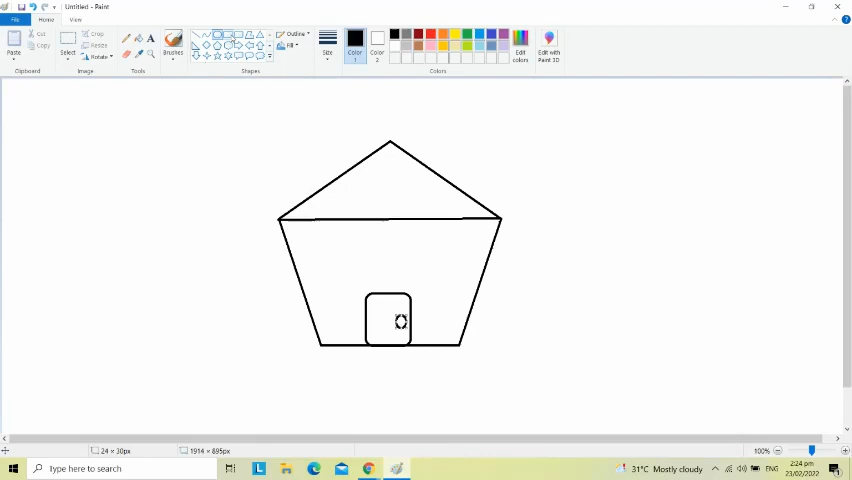 Untitled - Paint
File Home View
Paste
Cut
Copy
Clipboard
Select
Crop
Resize
Rotate
Image
A
Tools
Brushes
Shapes
Outline
Fill
Size
Color 1
Color 2
Colors
Edit colors
Edit with Paint 3D
24 × 30px
1914 × 895px
100%
Type here to search
L
31°C Mostly cloudy
ENG
2:24 pm
23/02/2022